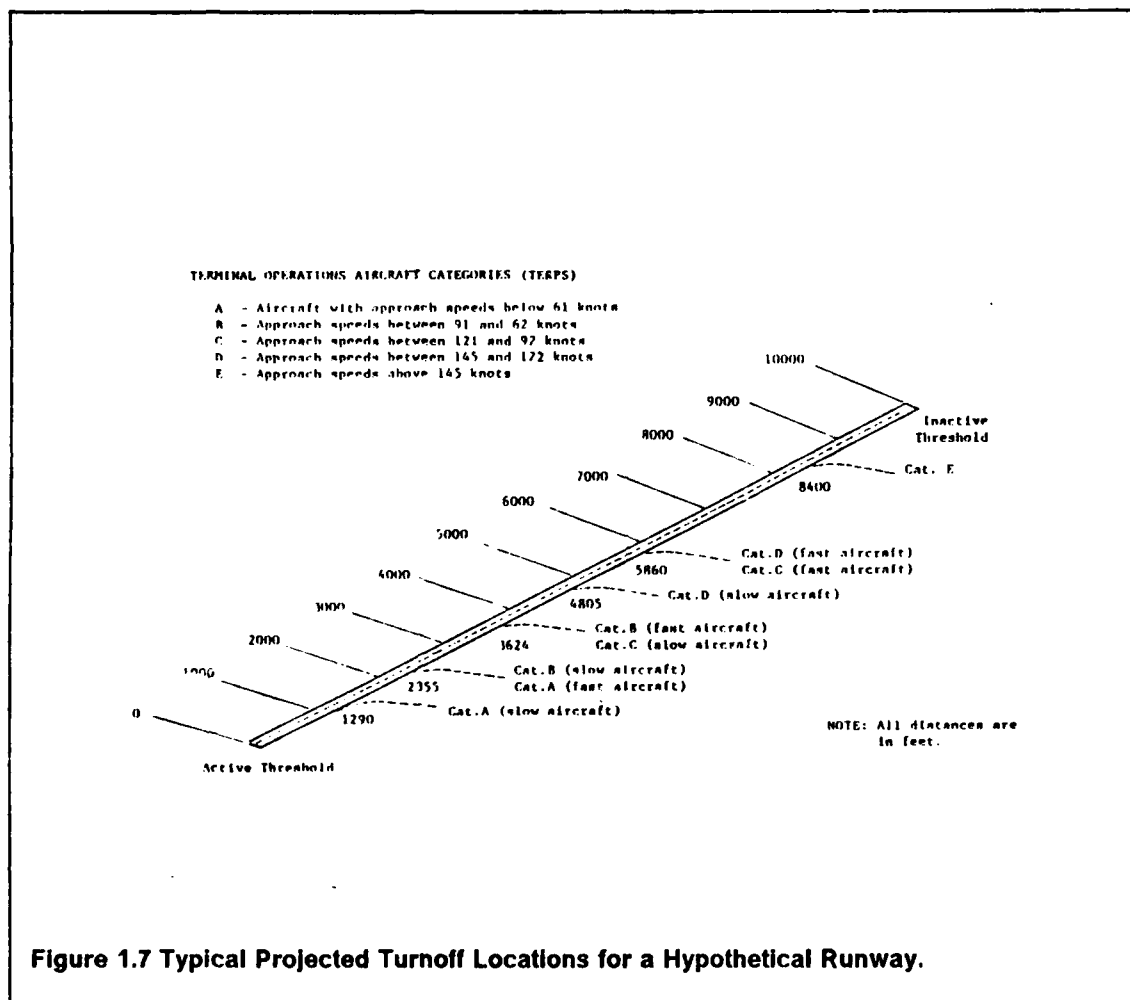 TERMINAL OPERATIONS AIRCRAFT CATEGORIES (TERPS)
A - Aircraft with approach speeds below 61 knots
B - Approach speeds between 91 and 62 knots
C - Approach speeds between 121 and 92 knots
D - Approach speeds between 145 and 122 knots
E - Approach speeds above 145 knots
10000
9000
Inactive
Threshold
8000
7000
Cat. E
8400
6000
5000
Cat.D (fast aircraft)
5860
Cat.C (fast aircraft)
4000
Cat.D (slow aircraft)
4805
3000
Cat.B (fast aircraft)
3624
Cat.C (slow aircraft)
2000
Cat.B (slow aircraft)
2355
Cat.A (fast aircraft)
1000
0
Cat.A (slow aircraft)
1290
NOTE: All distances are
in feet.
Active Threshold
Figure 1.7 Typical Projected Turnoff Locations for a Hypothetical Runway.